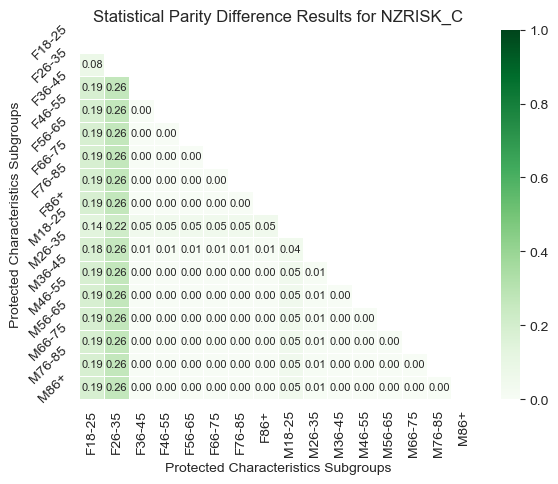 Statistical Parity Difference Results for NZRISK_C
Protected Characteristics Subgroups
F18-25
F26-35 0.08
F36-45 0.19 0.26
F46-55 0.19 0.26 0.00
F56-65 0.19 0.26 0.00 0.00
F66-75 0.19 0.26 0.00 0.00 0.00
F76-85 0.19 0.26 0.00 0.00 0.00 0.00
F86+ 0.19 0.26 0.00 0.00 0.00 0.00 0.00
M18-25 0.14 0.22 0.05 0.05 0.05 0.05 0.05 0.05
M26-35 0.18 0.26 0.01 0.01 0.01 0.01 0.01 0.01 0.04
M36-45 0.19 0.26 0.00 0.00 0.00 0.00 0.00 0.00 0.05 0.01
M46-55 0.19 0.26 0.00 0.00 0.00 0.00 0.00 0.00 0.05 0.01 0.00
M56-65 0.19 0.26 0.00 0.00 0.00 0.00 0.00 0.00 0.05 0.01 0.00 0.00
M66-75 0.19 0.26 0.00 0.00 0.00 0.00 0.00 0.00 0.05 0.01 0.00 0.00 0.00
M76-85 0.19 0.26 0.00 0.00 0.00 0.00 0.00 0.00 0.05 0.01 0.00 0.00 0.00 0.00
M86+ 0.19 0.26 0.00 0.00 0.00 0.00 0.00 0.00 0.05 0.01 0.00 0.00 0.00 0.00 0.00
F18-25 F26-35 F36-45 F46-55 F56-65 F66-75 F76-85 F86+ M18-25 M26-35 M36-45 M46-55 M56-65 M66-75 M76-85 M86+
Protected Characteristics Subgroups
1.0
0.8
0.6
0.4
0.2
0.0